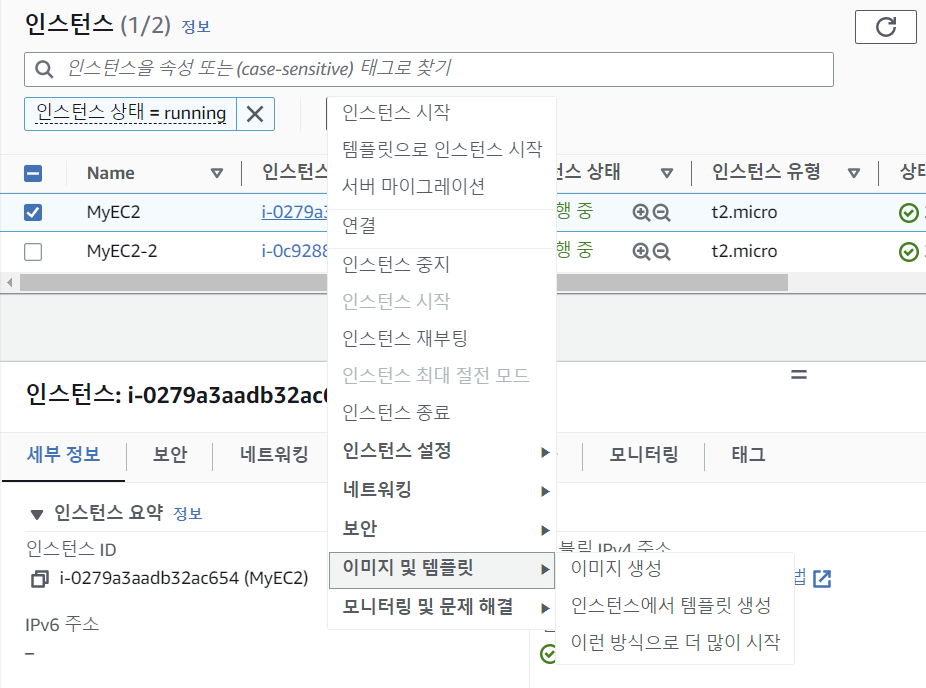 인스턴스 (1/2) 정보
인스턴스을 속성 또는 (case-sensitive) 태그로 찾기
인스턴스 상태 = running
Name 인스턴스 상태 인스턴스 유형
MyEC2 i-0279a 행 중 t2.micro
MyEC2-2 i-0c928 행 중 t2.micro
인스턴스 시작
템플릿으로 인스턴스 시작
서버 마이그레이션
연결
인스턴스 중지
인스턴스 시작
인스턴스 재부팅
인스턴스 최대 절전 모드
인스턴스 종료
인스턴스 설정
네트워킹
보안
이미지 및 템플릿
모니터링 및 문제 해결
이미지 생성
인스턴스에서 템플릿 생성
이런 방식으로 더 많이 시작
인스턴스: i-0279a3aadb32ac
세부 정보 보안 네트워킹 모니터링 태그
인스턴스 요약 정보
인스턴스 ID
i-0279a3aadb32ac654 (MyEC2)
블릭 IPv4 주소
법
IPv6 주소
–